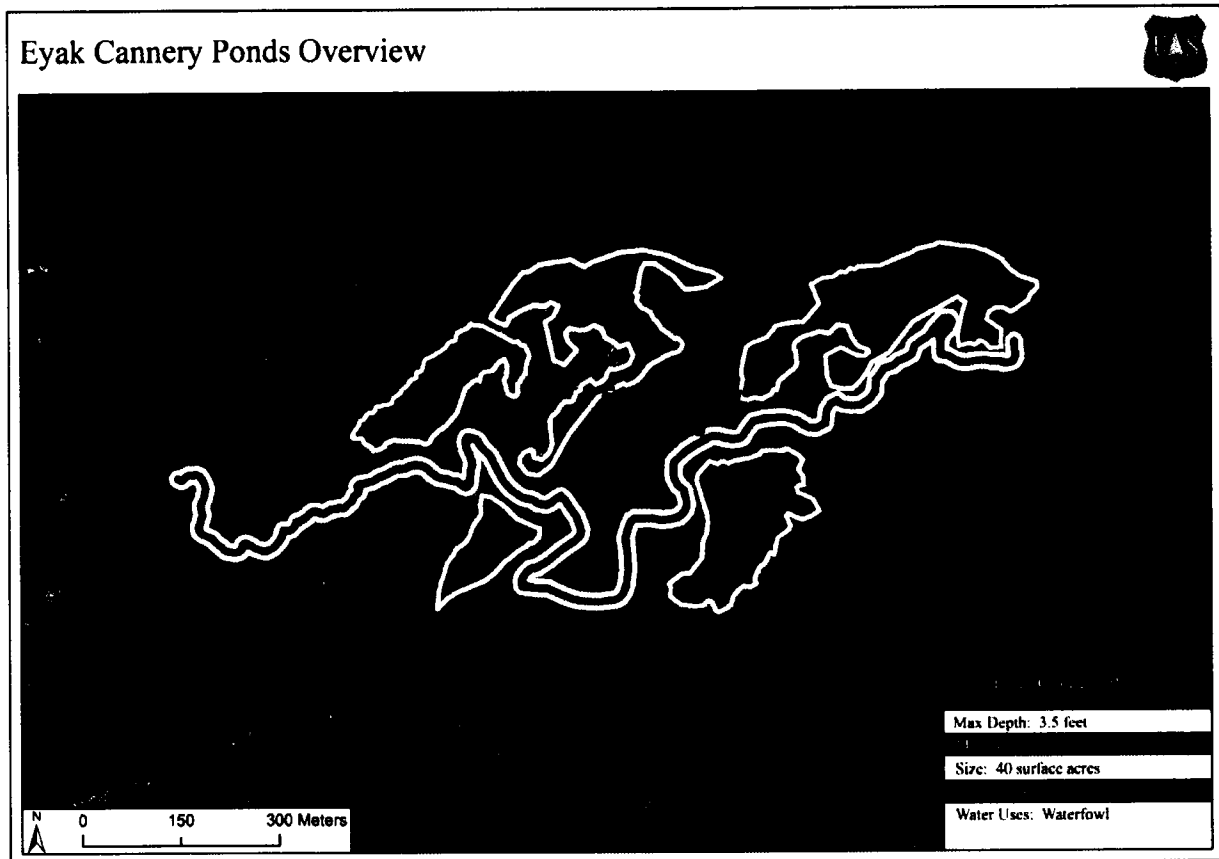 Eyak Cannery Ponds Overview
Max Depth: 3.5 feet
Size: 40 surface acres
Water Uses: Waterfowl
N
0 150 300 Meters